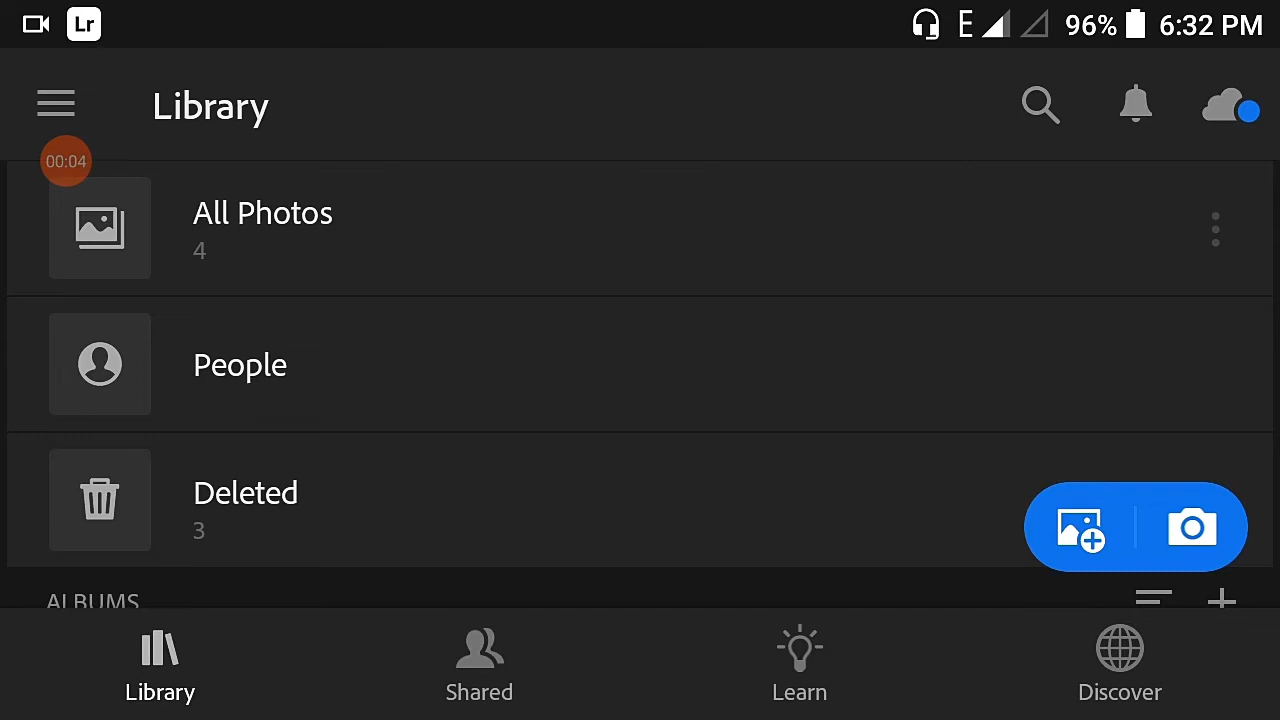 Lr E 96% 6:32 PM
Library
00:04
All Photos
4
People
Deleted
3
ALBUMS
Library Shared Learn Discover